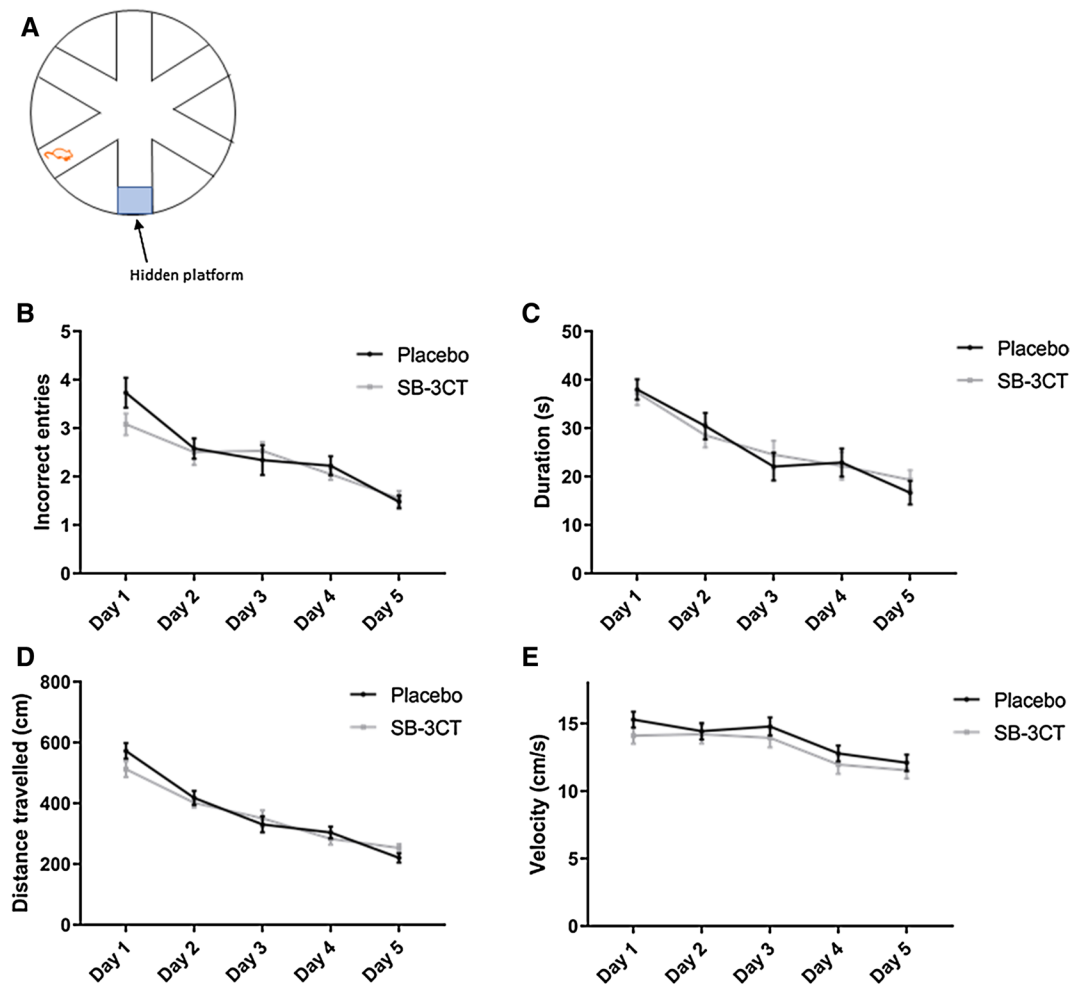 A
Hidden platform
B
Incorrect entries
5
4
3
2
1
0
Placebo
SB-3CT
Day 1
Day 2
Day 3
Day 4
Day 5
C
Duration (s)
50
40
30
20
10
0
Placebo
SB-3CT
Day 1
Day 2
Day 3
Day 4
Day 5
D
Distance travelled (cm)
800
600
400
200
0
Placebo
SB-3CT
Day 1
Day 2
Day 3
Day 4
Day 5
E
Velocity (cm/s)
15
10
5
0
Placebo
SB-3CT
Day 1
Day 2
Day 3
Day 4
Day 5